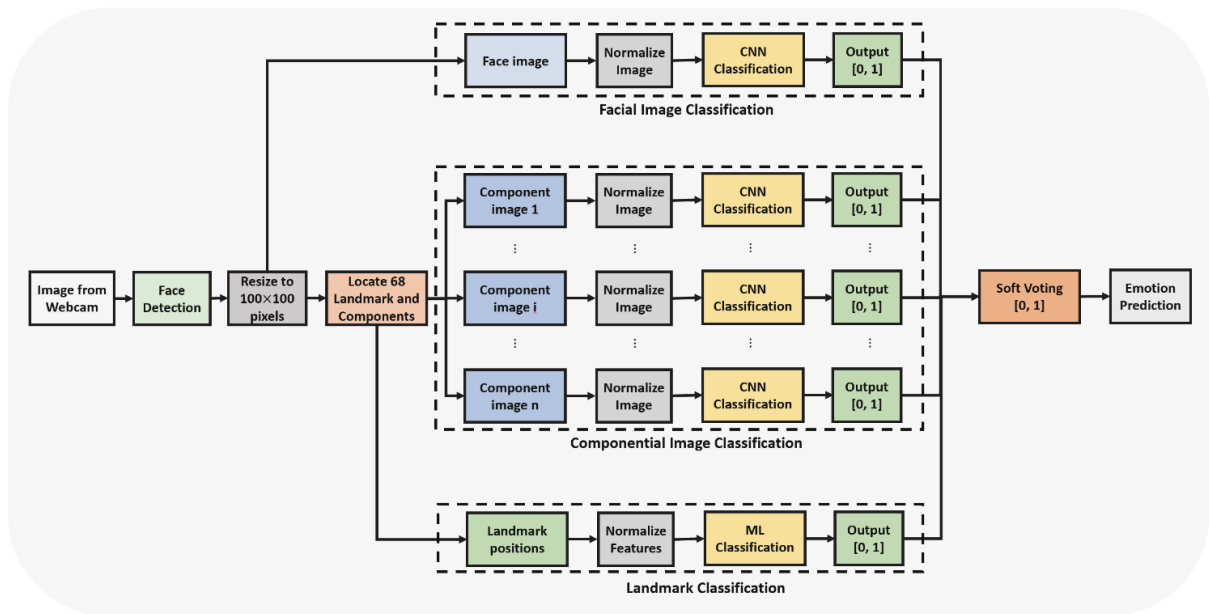 Face image
Normalize
Image
CNN
Classification
Output
[0, 1]
Facial Image Classification
Component
image 1
Normalize
Image
CNN
Classification
Output
[0, 1]
Image from
Webcam
Face
Detection
Resize to
100×100
pixels
Locate 68
Landmark and
Components
Component
image i
Normalize
Image
CNN
Classification
Output
[0, 1]
Soft Voting
[0, 1]
Emotion
Prediction
Component
image n
Normalize
Image
CNN
Classification
Output
[0, 1]
Componential Image Classification
Landmark
positions
Normalize
Features
ML
Classification
Output
[0, 1]
Landmark Classification